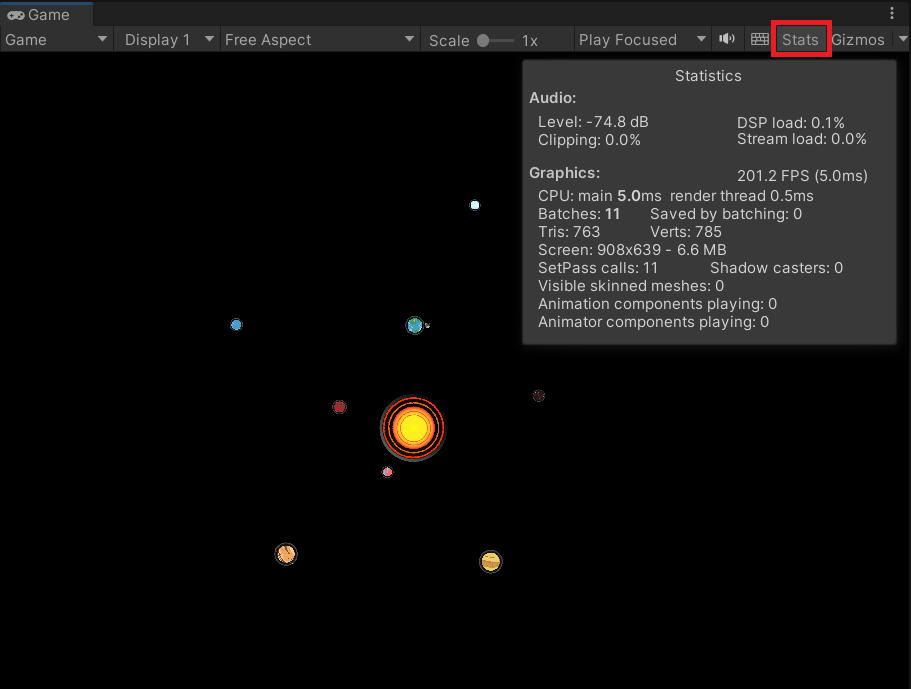 Game
Game Display 1 Free Aspect Scale 1x Play Focused Stats Gizmos
Statistics
Audio:
Level: -74.8 dB DSP load: 0.1%
Clipping: 0.0% Stream load: 0.0%
Graphics: 201.2 FPS (5.0ms)
CPU: main 5.0ms render thread 0.5ms
Batches: 11 Saved by batching: 0
Tris: 763 Verts: 785
Screen: 908x639 - 6.6 MB
SetPass calls: 11 Shadow casters: 0
Visible skinned meshes: 0
Animation components playing: 0
Animator components playing: 0